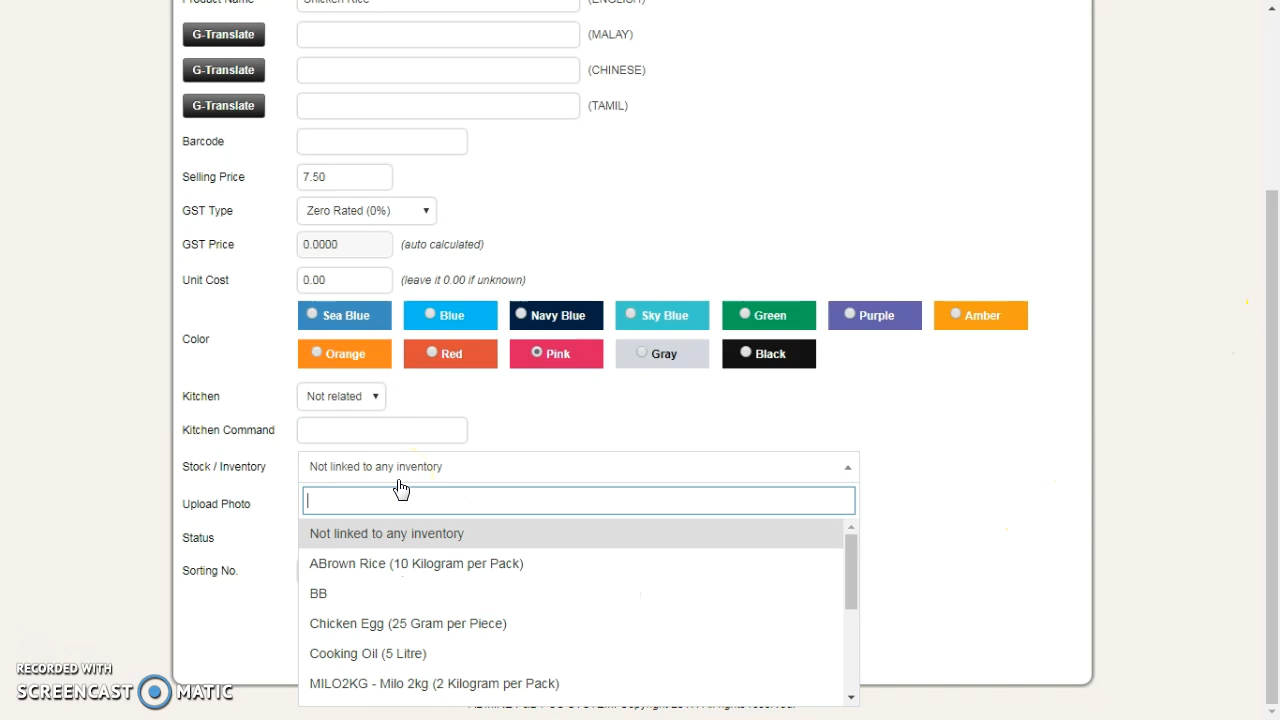 Product Name Chicken Rice (ENGLISH)
G-Translate (MALAY)
G-Translate (CHINESE)
G-Translate (TAMIL)
Barcode
Selling Price 7.50
GST Type Zero Rated (0%)
GST Price 0.0000 (auto calculated)
Unit Cost 0.00 (leave it 0.00 if unknown)
Sea Blue Blue Navy Blue Sky Blue Green Purple Amber
Color
Orange Red Pink Gray Black
Kitchen Not related
Kitchen Command
Stock / Inventory Not linked to any inventory
Upload Photo
Not linked to any inventory
Status
ABrown Rice (10 Kilogram per Pack)
Sorting No.
BB
Chicken Egg (25 Gram per Piece)
Cooking Oil (5 Litre)
MILO2KG - Milo 2kg (2 Kilogram per Pack)
RECORDED WITH
SCREENCAST MATIC